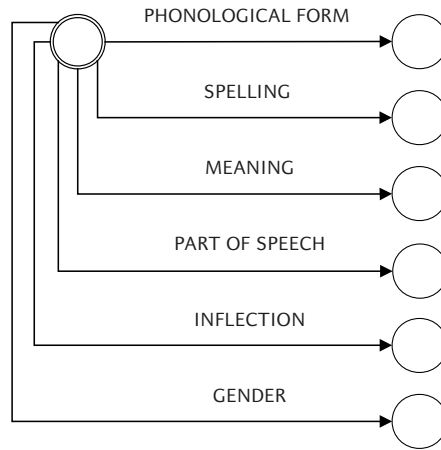 PHONOLOGICAL FORM
SPELLING
MEANING
PART OF SPEECH
INFLECTION
GENDER